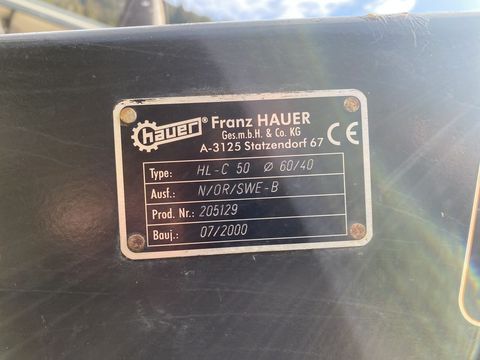 hauer® Franz HAUER
Ges.m.b.H. & Co. KG
A-3125 Statzendorf 67 CE
Type: HL-C 50 Ø 60/40
Ausf.: N/OR/SWE-B
Prod. Nr.: 205129
Bauj.: 07/2000